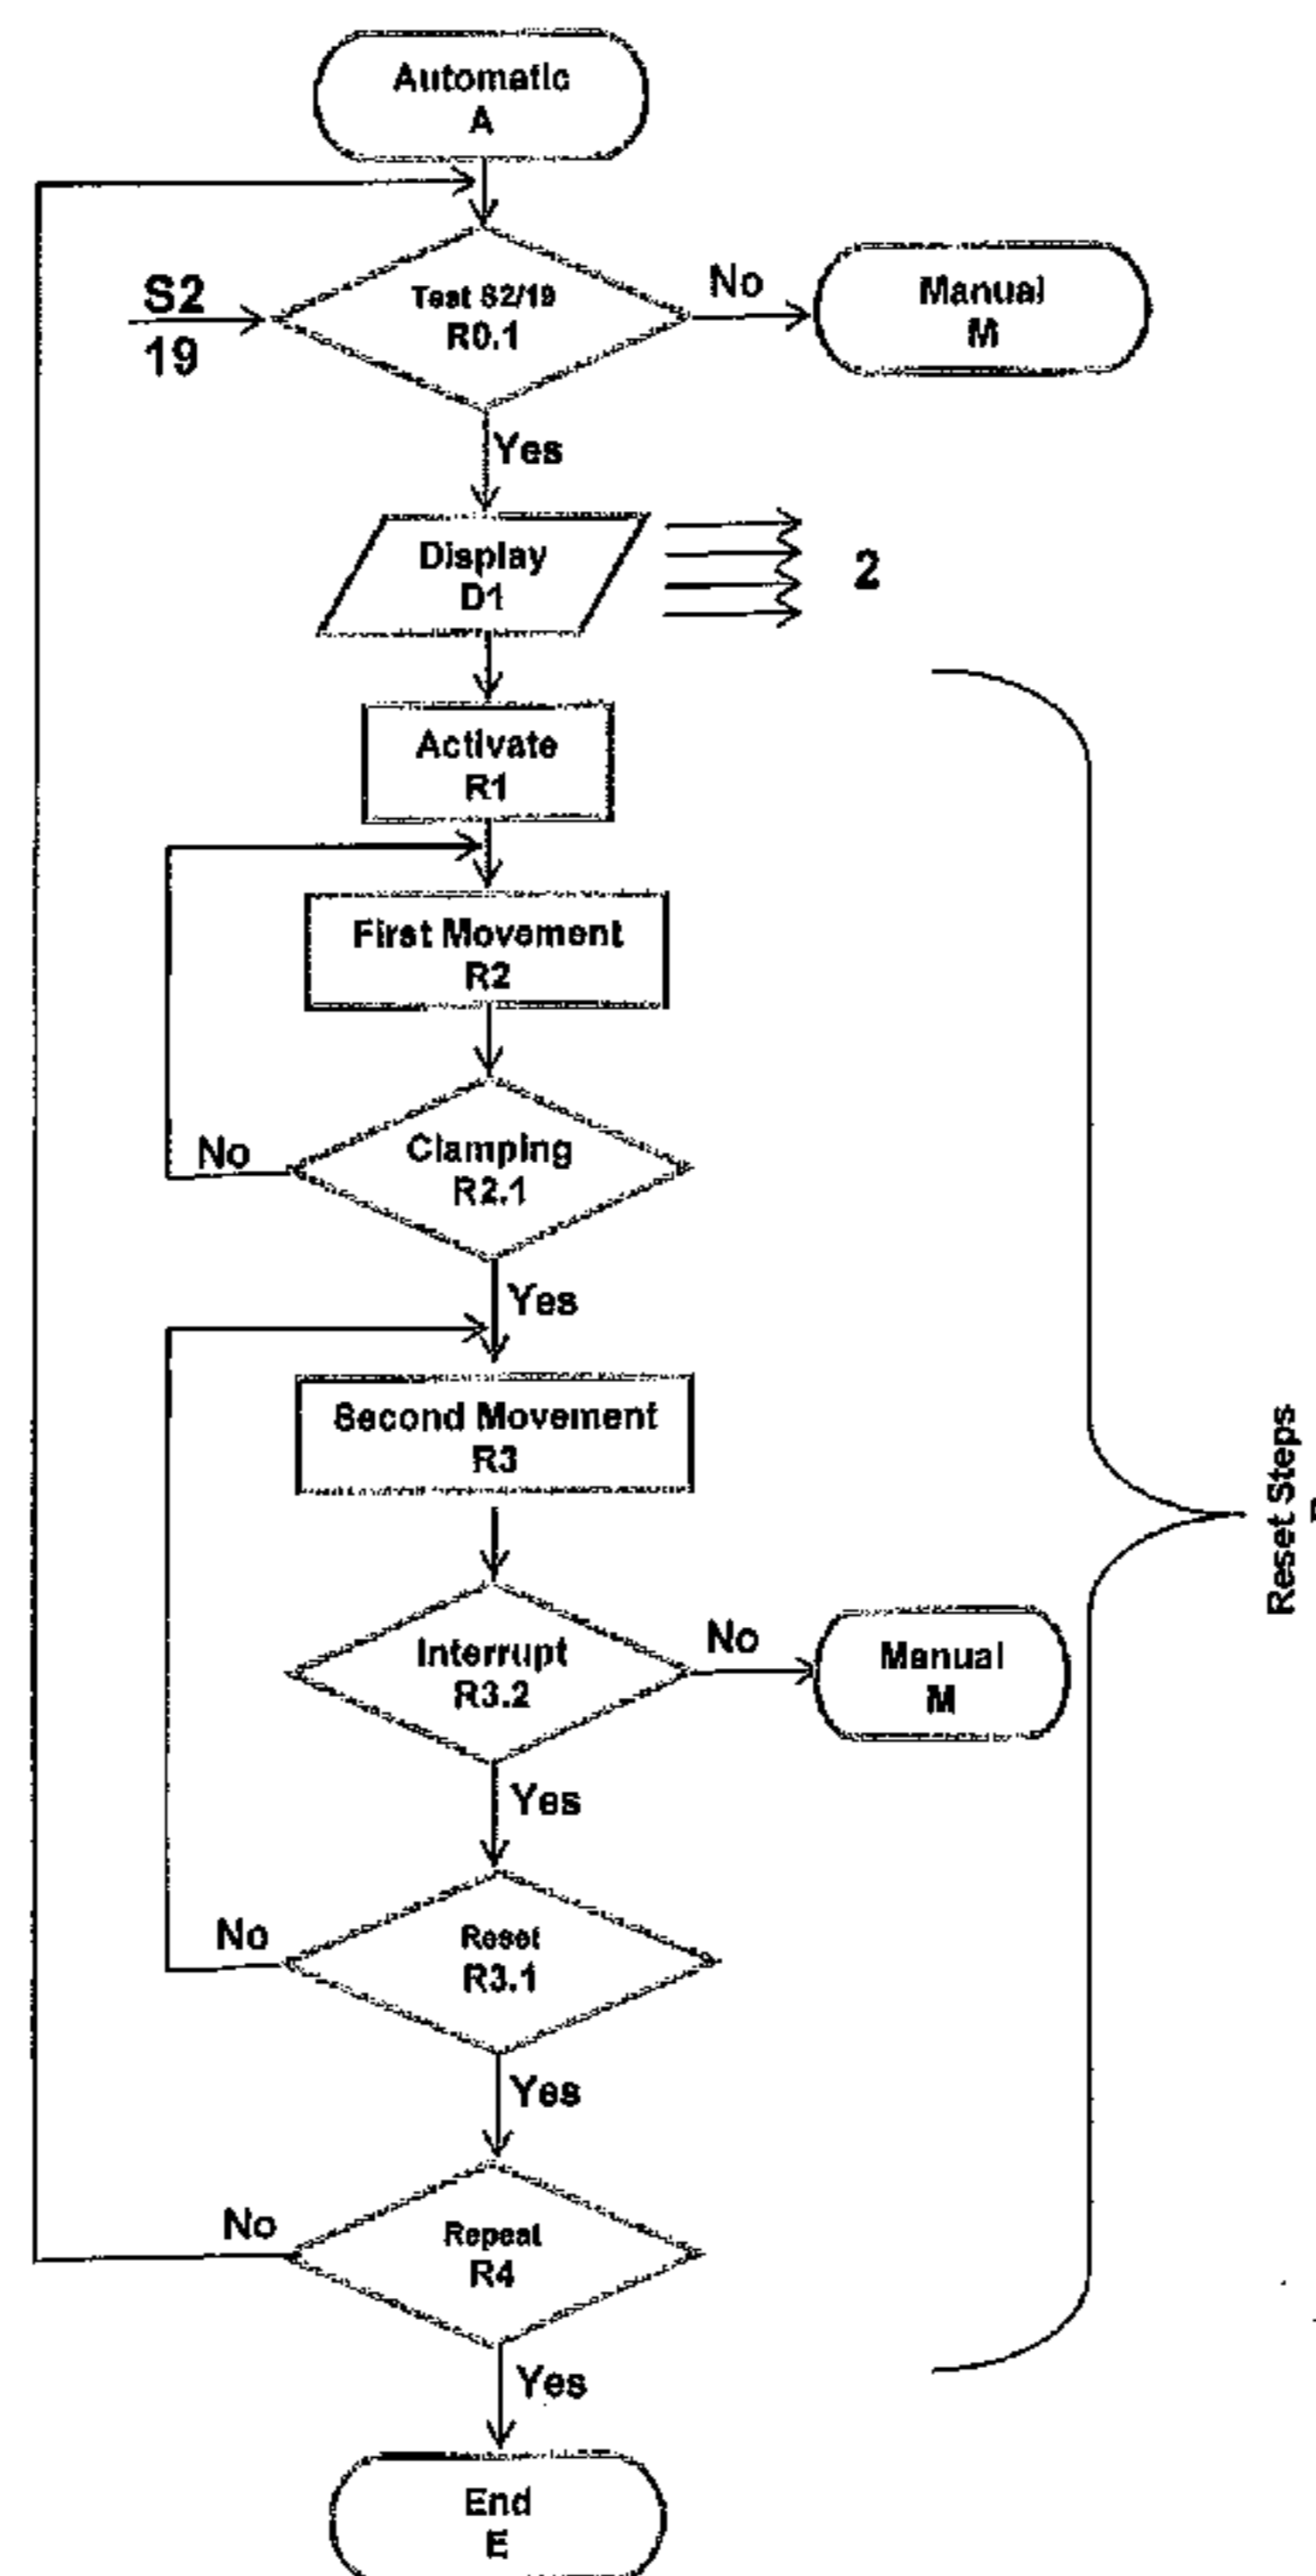 Automatic
A
S2
19
Test S2/19
R0.1
No
Manual
M
Yes
Display
D1
2
Activate
R1
First Movement
R2
Clamping
R2.1
No
Yes
Second Movement
R3
Interrupt
R3.2
No
Manual
M
Yes
Reset
R3.1
No
Yes
Repeat
R4
No
Yes
End
E
Reset Steps